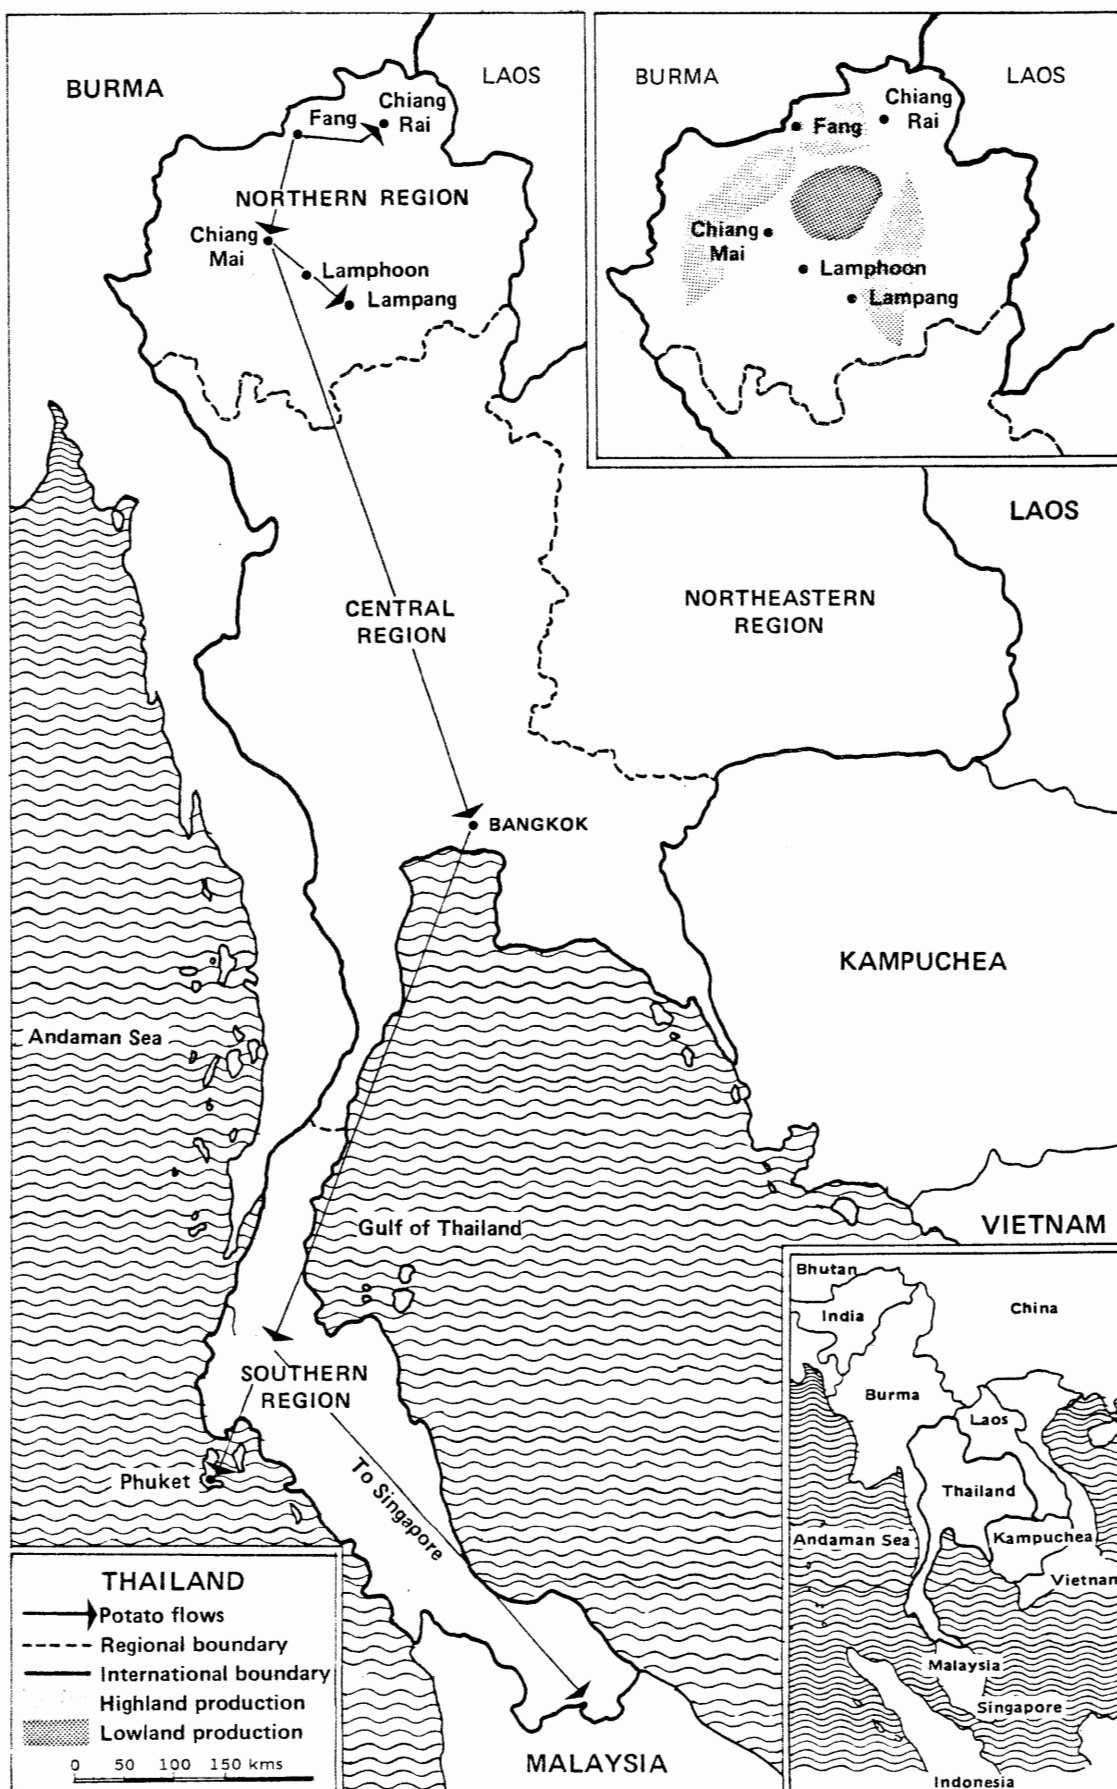 BURMA
LAOS
Fang
Chiang
Rai
NORTHERN REGION
Chiang
Mai
Lamphoon
Lampang
BURMA
LAOS
Fang
Chiang
Rai
Chiang
Mai
Lamphoon
Lampang
LAOS
CENTRAL
REGION
NORTHEASTERN
REGION
BANGKOK
KAMPUCHEA
Andaman Sea
Gulf of Thailand
VIETNAM
SOUTHERN
REGION
Phuket
To Singapore
MALAYSIA
Bhutan
India
China
Burma
Laos
Thailand
Andaman Sea
Kampuchea
Vietnam
Malaysia
Singapore
Indonesia
THAILAND
Potato flows
Regional boundary
International boundary
Highland production
Lowland production
0 50 100 150 kms